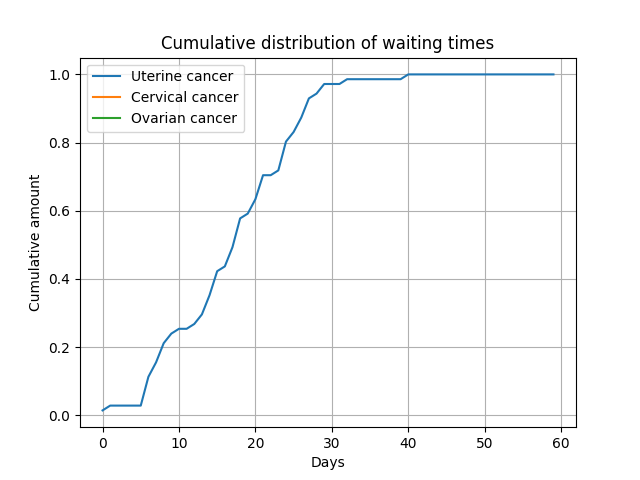 Cumulative distribution of waiting times
Uterine cancer
Cervical cancer
Ovarian cancer
Cumulative amount
1.0
0.8
0.6
0.4
0.2
0.0
0 10 20 30 40 50 60
Days